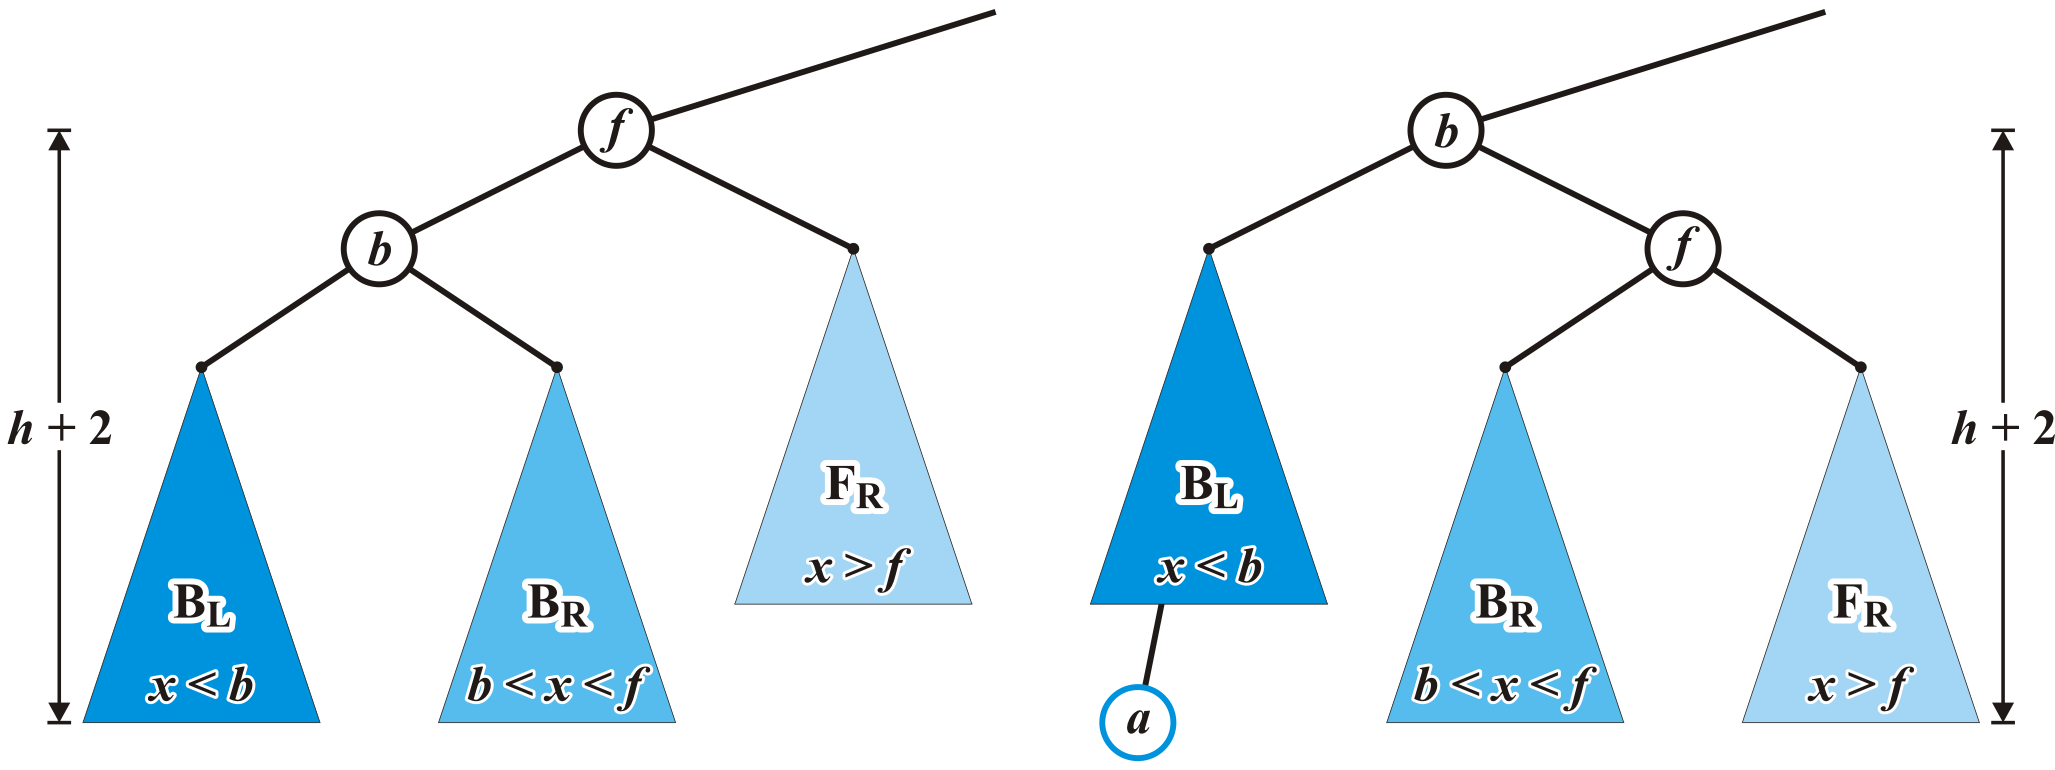 f
b
h + 2
B_L
x < b
B_R
b < x < f
F_R
x > f
b
f
h + 2
B_L
x < b
a
B_R
b < x < f
F_R
x > f